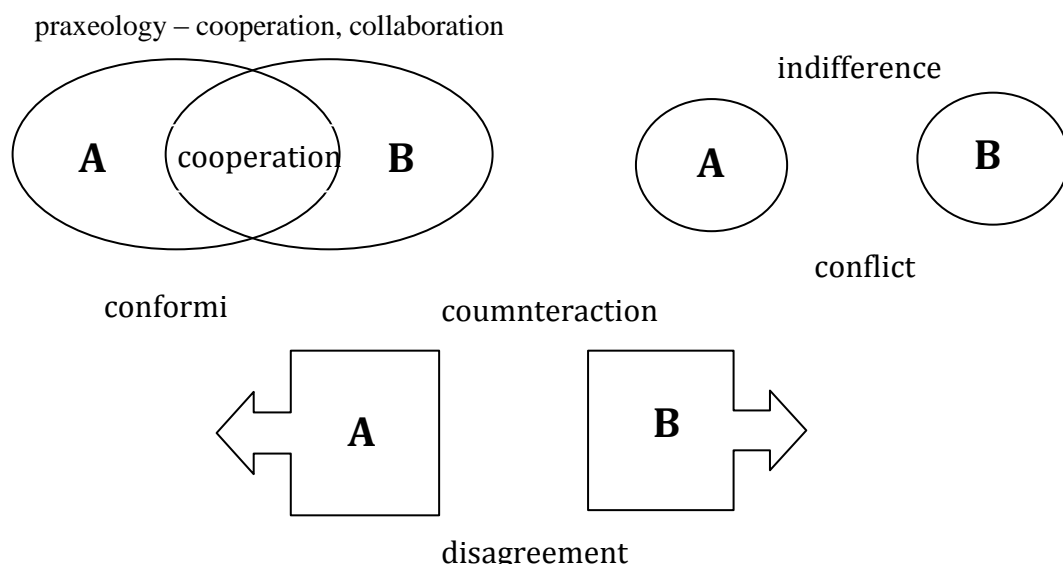 praxeology – cooperation, collaboration
indifference
A cooperation B
A B
conflict
conformi coumnteraction
A B
disagreement